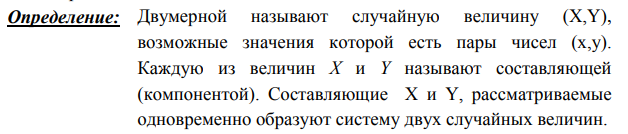 Определение: Двумерной называют случайную величину (X,Y),
возможные значения которой есть пары чисел (x,y).
Каждую из величин X и Y называют составляющей
(компонентой). Составляющие X и Y, рассматриваемые
одновременно образуют систему двух случайных величин.